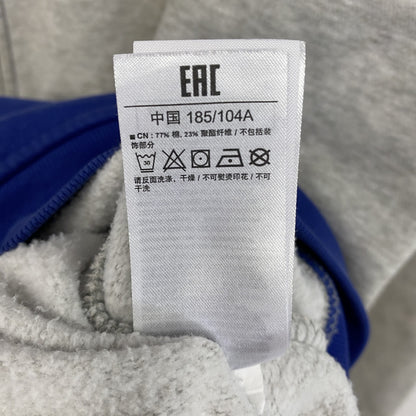 EAC
中国 185/104A
■ CN : 77% 棉, 23% 聚酯纤维 / 不包括装
饰部分
30
请反面洗涤、干燥 / 不可熨烫印花 / 不可
干洗